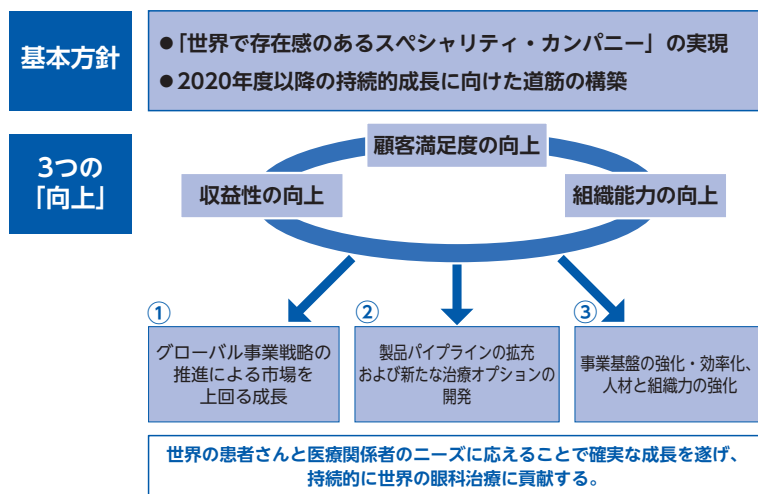 基本方針
●「世界で存在感のあるスペシャリティ・カンパニー」の実現
●2020年度以降の持続的成長に向けた道筋の構築
3つの
「向上」
顧客満足度の向上
収益性の向上
組織能力の向上
①
グローバル事業戦略の
推進による市場を
上回る成長
②
製品パイプラインの拡充
および新たな治療オプションの
開発
③
事業基盤の強化・効率化、
人材と組織力の強化
世界の患者さんと医療関係者のニーズに応えることで確実な成長を遂げ、
持続的に世界の眼科治療に貢献する。